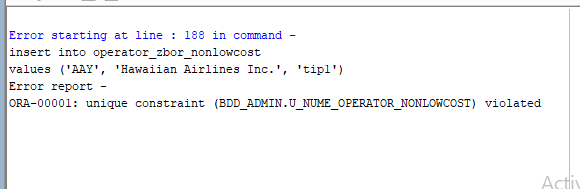 Error starting at line : 188 in command -
insert into operator_zbor_nonlowcost
values ('AAY', 'Hawaiian Airlines Inc.', 'tip1')
Error report -
ORA-00001: unique constraint (BDD_ADMIN.U_NUME_OPERATOR_NONLOWCOST) violated
Activ